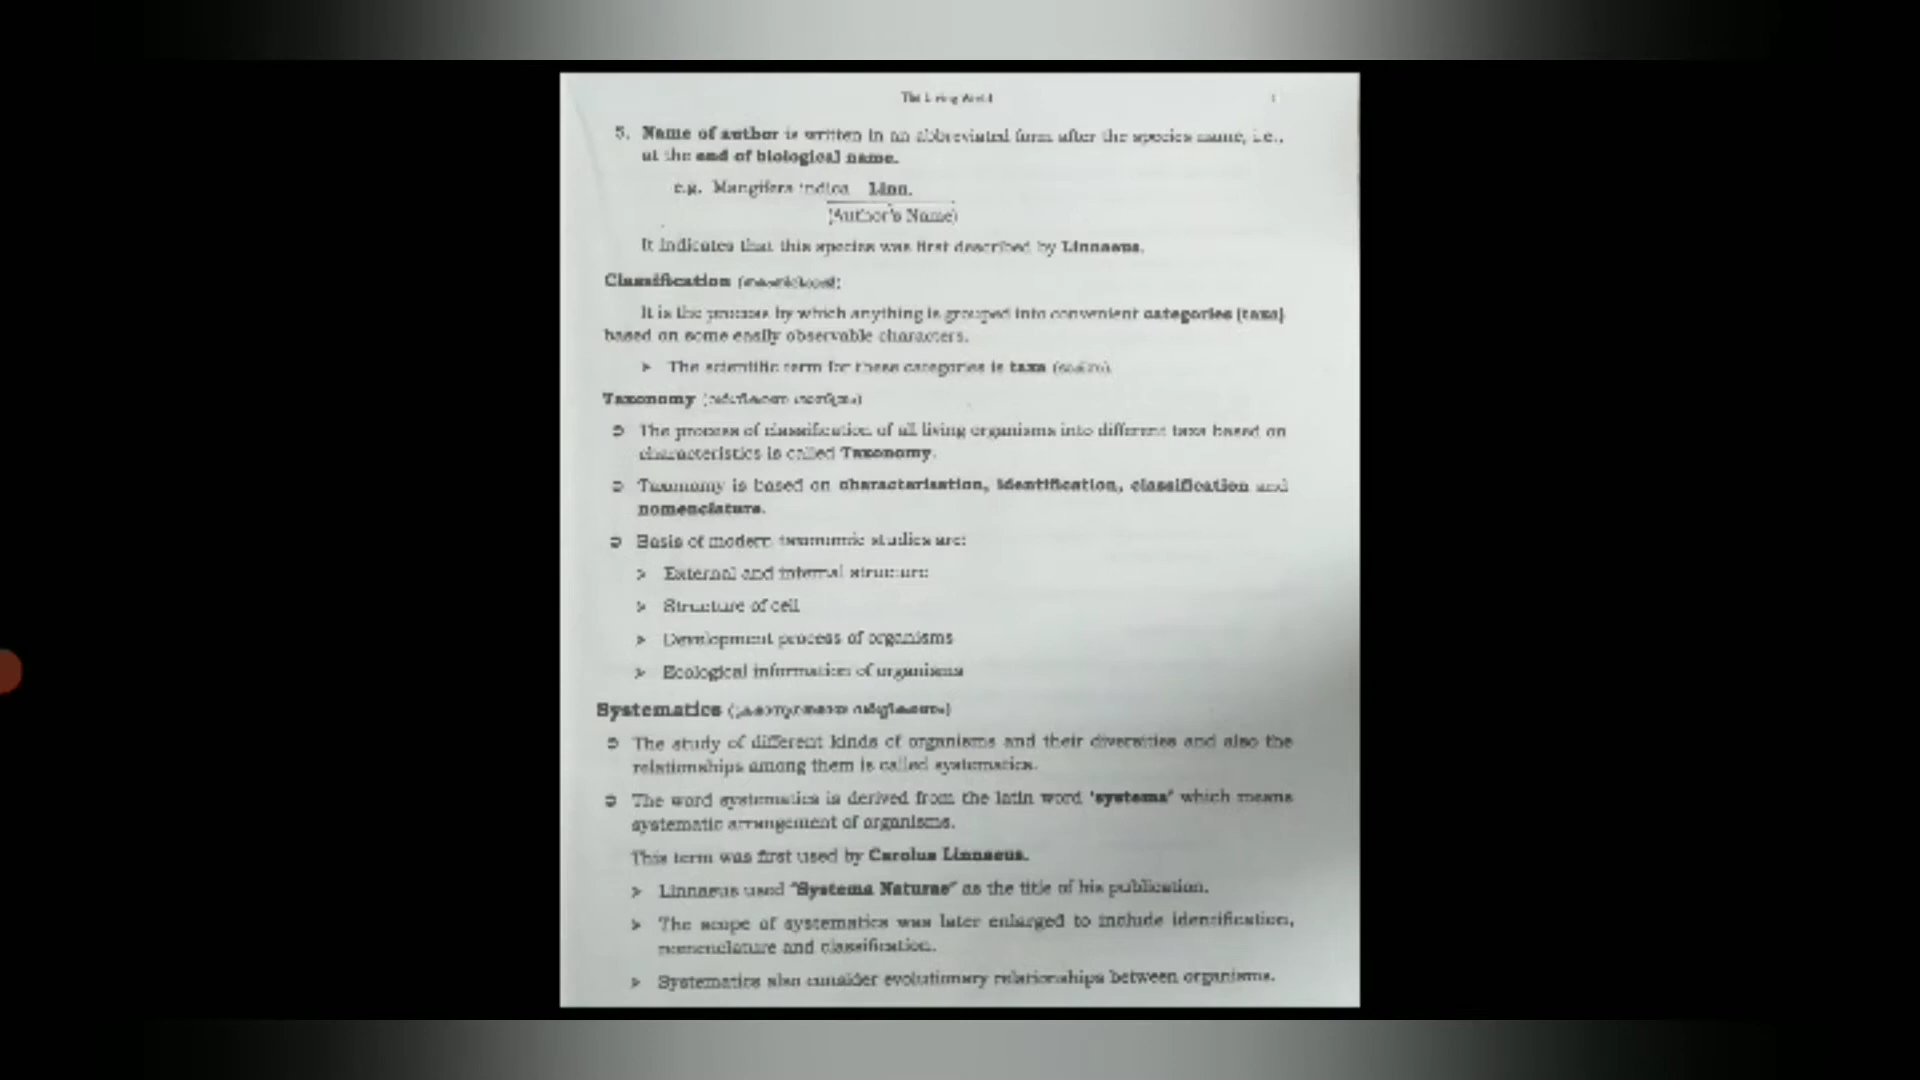 The Living World
5. Name of author is written in an abbreviated form after the species name, i.e.,
at the end of biological name.
e.g. Mangifera indica Linn.
(Author's Name)
It indicates that this species was first described by Linnaeus.
Classification
It is the process by which anything is grouped into convenient categories (taxa)
based on some easily observable characters.
➤ The scientific term for these categories is taxa
Taxonomy
➲ The process of classification of all living organisms into different taxa based on
characteristics is called Taxonomy.
➲ Taxonomy is based on characterisation, identification, classification and
nomenclature.
➲ Basis of modern taxonomic studies are:
➤ External and internal structure
➤ Structure of cell
➤ Development process of organisms
➤ Ecological information of organisms
Systematics
➲ The study of different kinds of organisms and their diversities and also the
relationships among them is called systematics.
➲ The word systematics is derived from the latin word 'systema' which means
systematic arrangement of organisms.
This term was first used by Carolus Linnaeus.
➤ Linnaeus used "Systema Naturae" as the title of his publication.
➤ The scope of systematics was later enlarged to include identification,
nomenclature and classification.
➤ Systematics also consider evolutionary relationships between organisms.